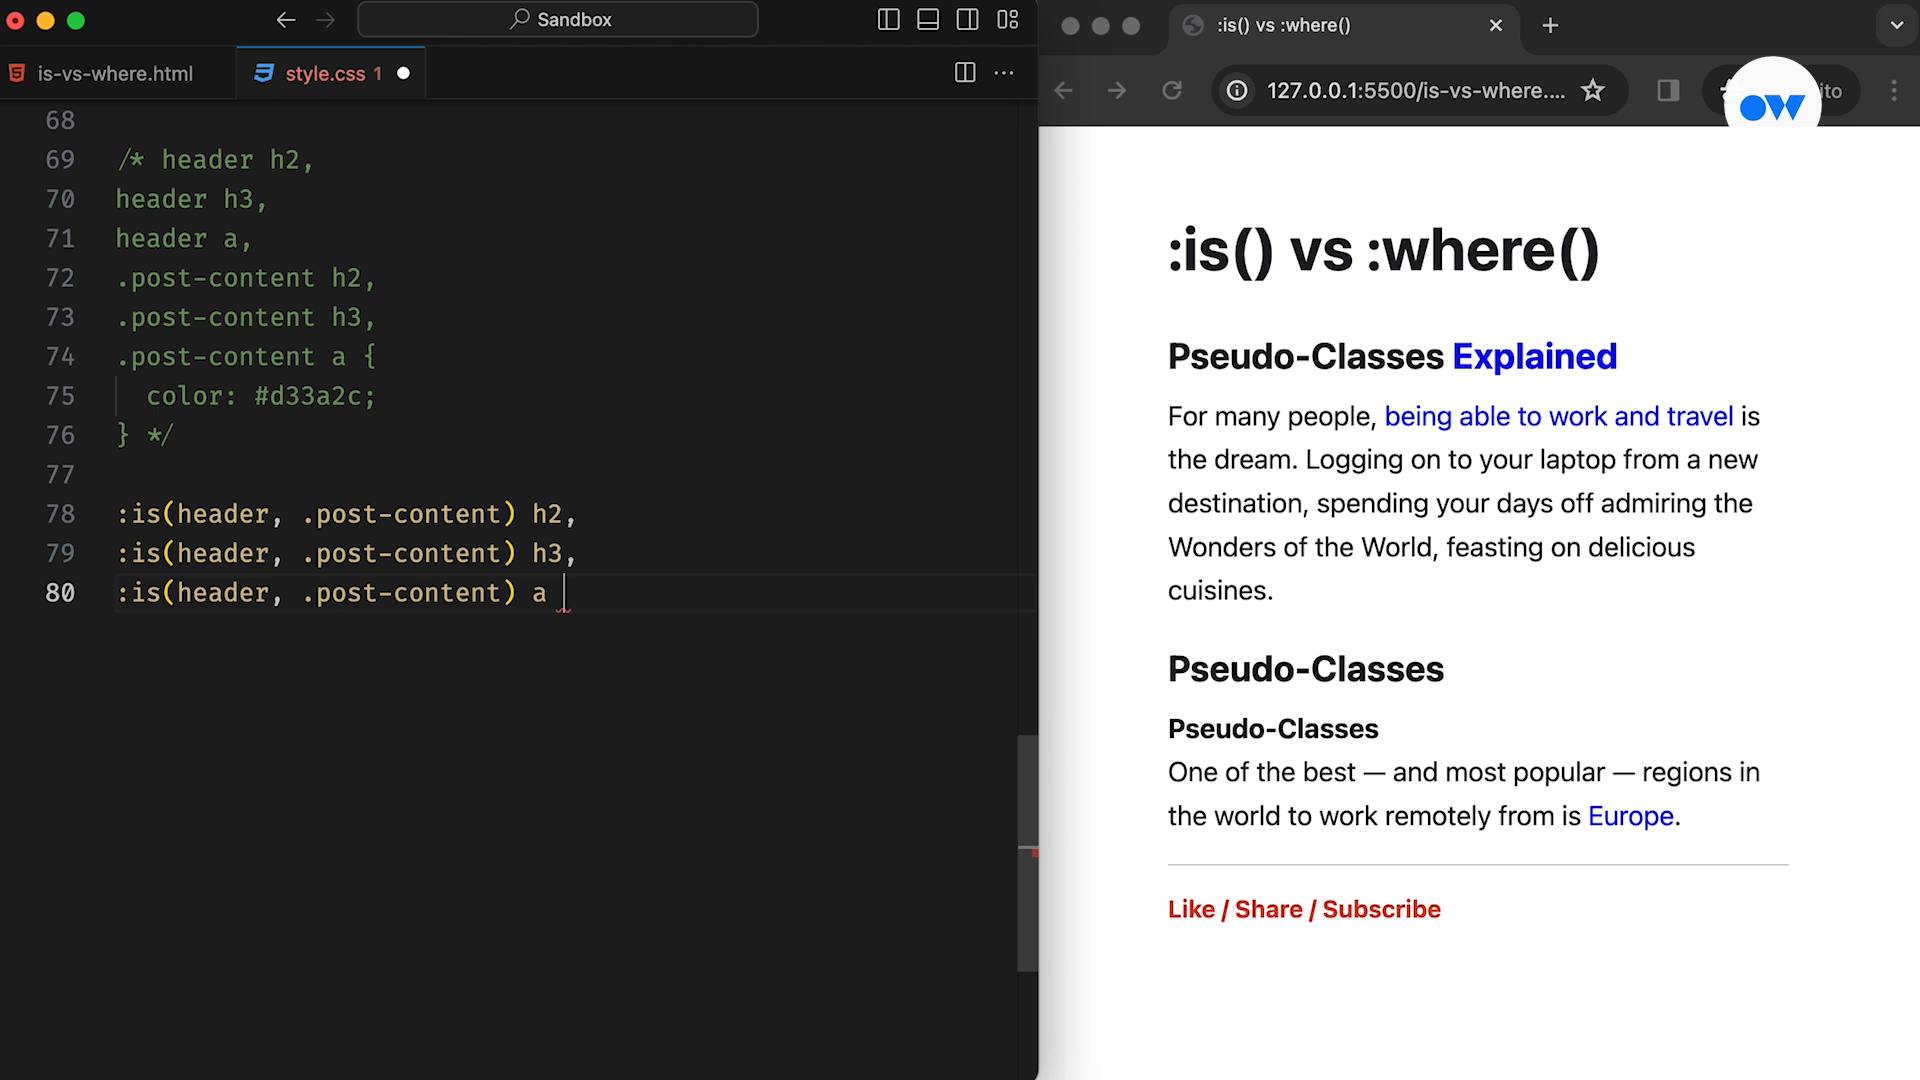 Sandbox
is-vs-where.html
style.css 1
68
69 /* header h2,
70 header h3,
71 header a,
72 .post-content h2,
73 .post-content h3,
74 .post-content a {
75 color: #d33a2c;
76 } */
77
78 :is(header, .post-content) h2,
79 :is(header, .post-content) h3,
80 :is(header, .post-content) a
:is() vs :where()
127.0.0.1:5500/is-vs-where....
ito
OW
:is() vs :where()
Pseudo-Classes Explained
For many people, being able to work and travel is
the dream. Logging on to your laptop from a new
destination, spending your days off admiring the
Wonders of the World, feasting on delicious
cuisines.
Pseudo-Classes
Pseudo-Classes
One of the best — and most popular — regions in
the world to work remotely from is Europe.
Like / Share / Subscribe